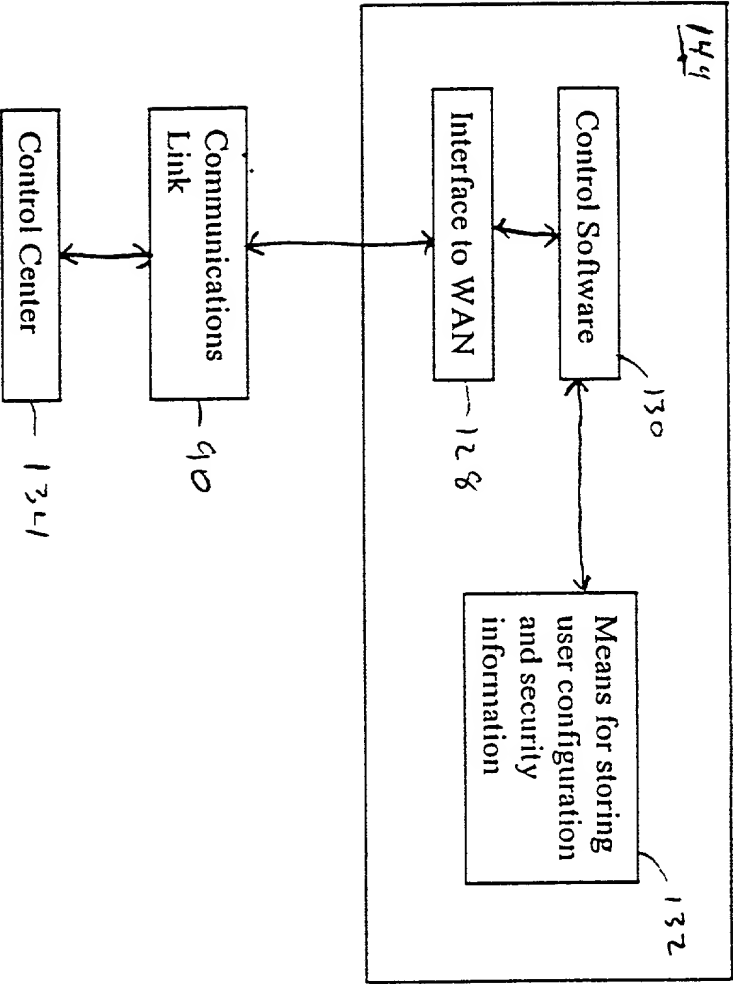 144
Control Software
130
Means for storing
user configuration
and security
information
132
Interface to WAN
128
Communications
Link
90
Control Center
134